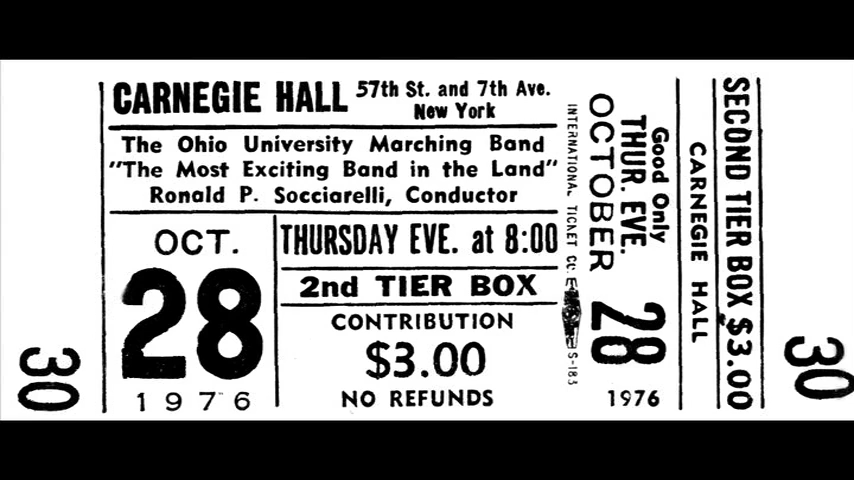 30
CARNEGIE HALL
57th St. and 7th Ave.
New York
The Ohio University Marching Band
"The Most Exciting Band in the Land"
Ronald P. Socciarelli, Conductor
OCT.
28
1976
THURSDAY EVE. at 8:00
2nd TIER BOX
CONTRIBUTION
$3.00
NO REFUNDS
INTERNATIONAL TICKET CO.
S-183
OCTOBER 28
THUR. EVE.
Good Only
1976
CARNEGIE HALL
SECOND TIER BOX $3.00
30